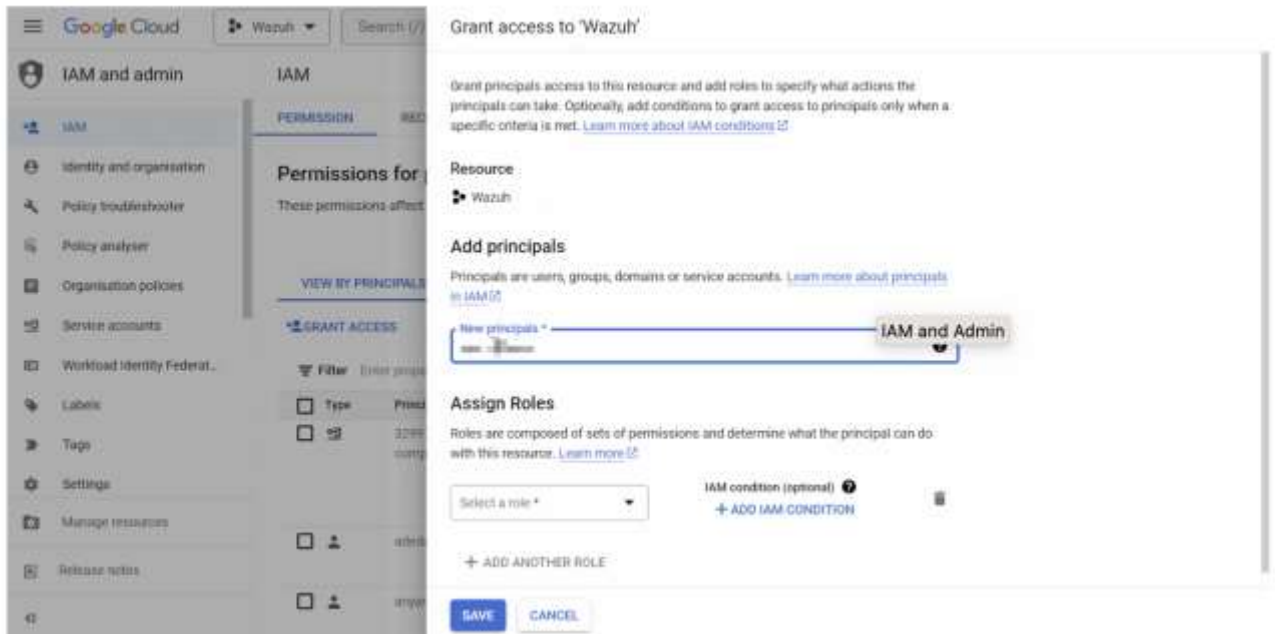 Google Cloud
Wazuh
Search (/)
IAM and admin
IAM
Identity and organisation
Policy troubleshooter
Policy analyser
Organisation policies
Service accounts
Workload Identity Federat...
Labels
Tags
Settings
Manage resources
Release notes
IAM
PERMISSION
REC
Permissions for
These permissions affect
VIEW BY PRINCIPALS
GRANT ACCESS
Filter Enter
Type Princi
3299
comp
Grant access to 'Wazuh'
Grant principals access to this resource and add roles to specify what actions the
principals can take. Optionally, add conditions to grant access to principals only when a
specific criteria is met. Learn more about IAM conditions
Resource
Wazuh
Add principals
Principals are users, groups, domains or service accounts. Learn more about principals
in IAM
New principals *
IAM and Admin
Assign Roles
Roles are composed of sets of permissions and determine what the principal can do
with this resource. Learn more
Select a role *
IAM condition (optional)
+ ADD IAM CONDITION
+ ADD ANOTHER ROLE
SAVE CANCEL